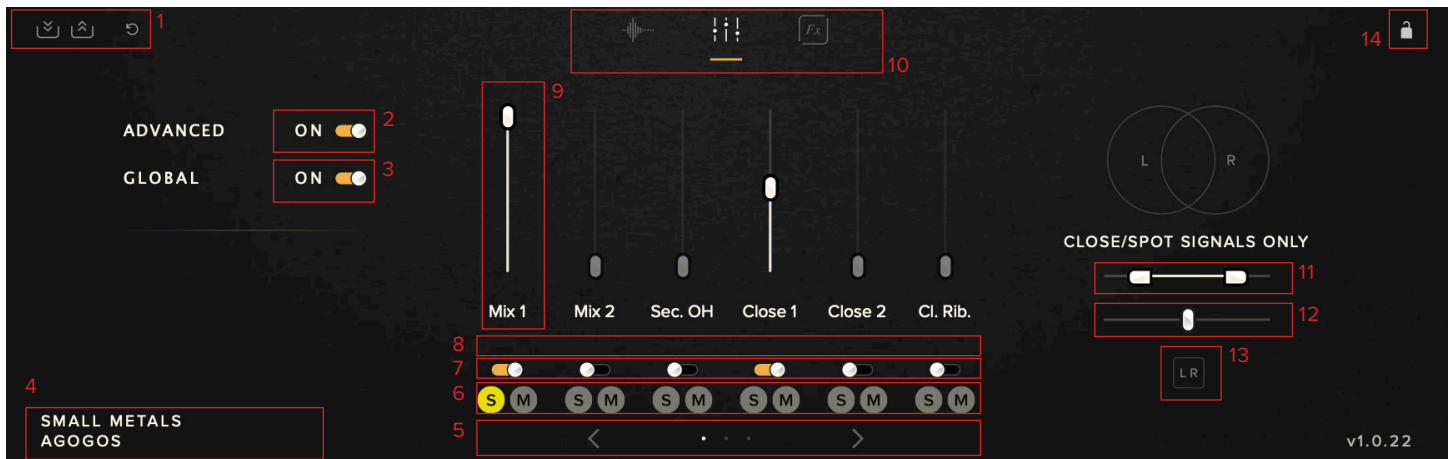 1
Fx
10
14
9
2
ADVANCED ON
3
GLOBAL ON
L R
CLOSE/SPOT SIGNALS ONLY
11
Mix 1 Mix 2 Sec. OH Close 1 Close 2 Cl. Rib.
12
8
7
13
LR
6
S M S M S M S M S M S M
4
5
SMALL METALS
AGOGOS
v1.0.22